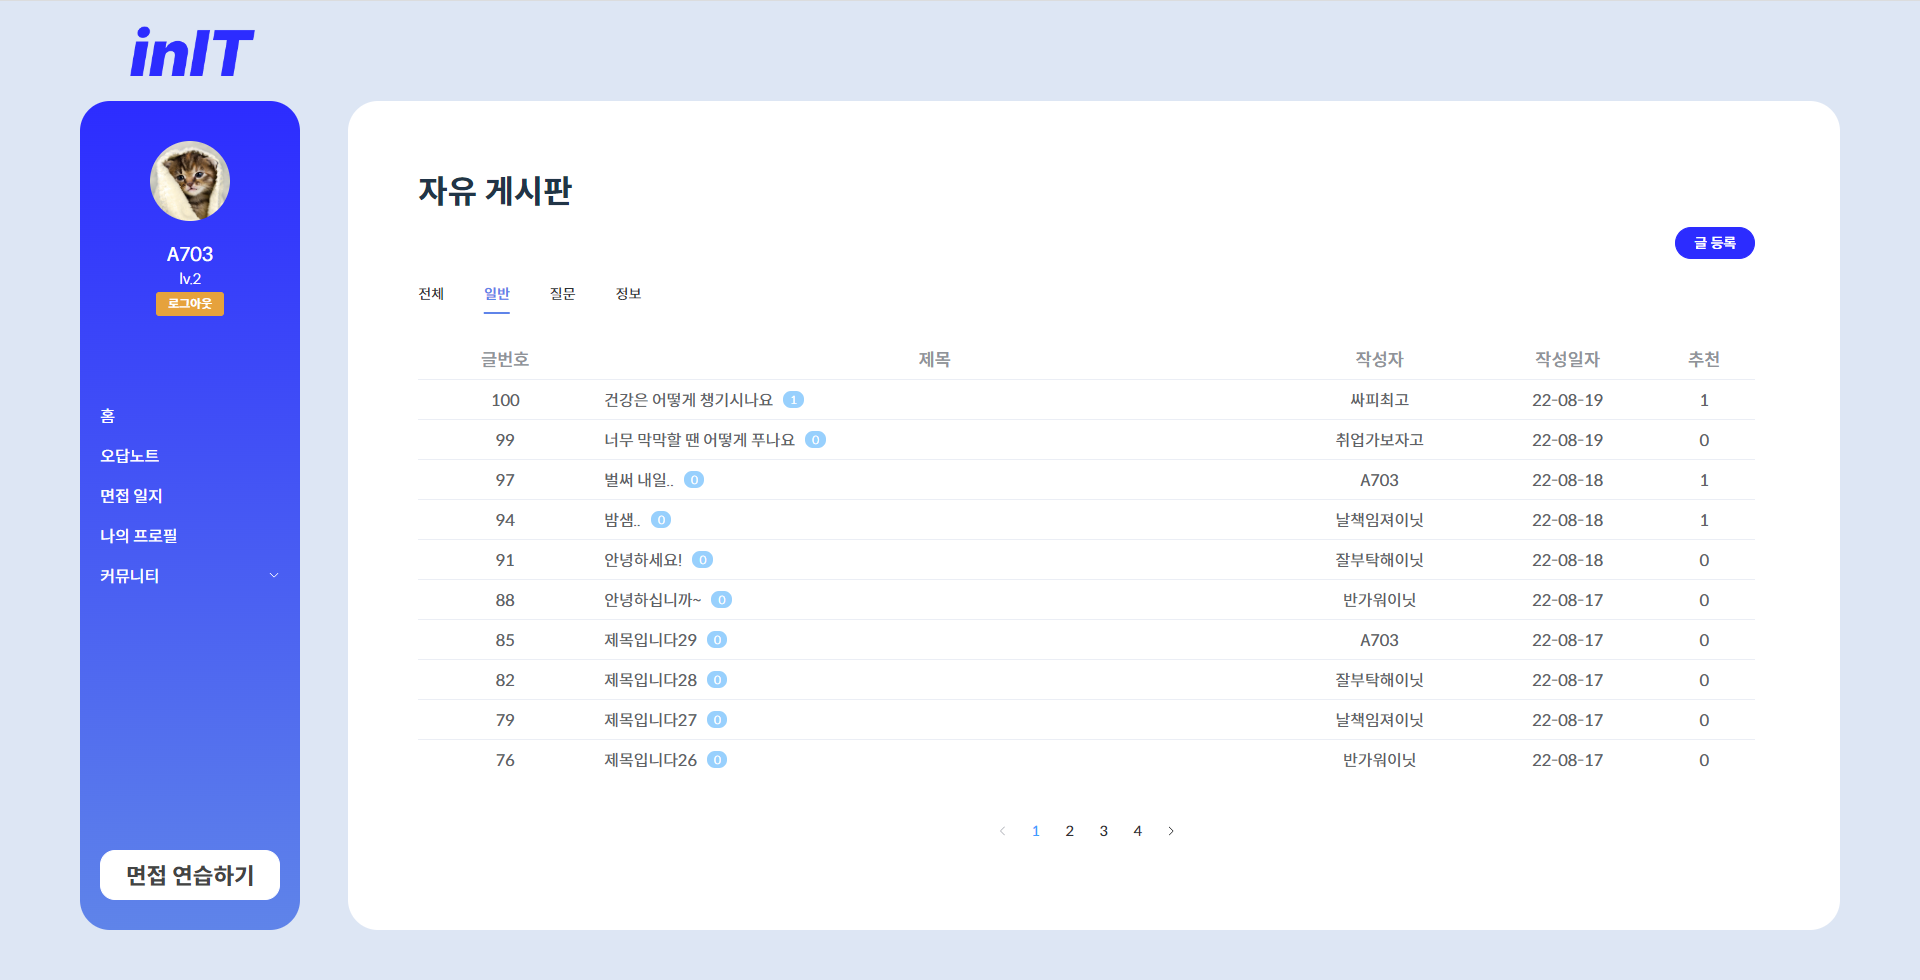 inIT
A703
lv.2
로그아웃
홈
오답노트
면접 일지
나의 프로필
커뮤니티
면접 연습하기
자유 게시판
글 등록
전체 일반 질문 정보
글번호 제목 작성자 작성일자 추천
100 건강은 어떻게 챙기시나요 1 싸피최고 22-08-19 1
99 너무 막막할 땐 어떻게 푸나요 0 취업가보자고 22-08-19 0
97 벌써 내일.. 0 A703 22-08-18 1
94 밤샘.. 0 날책임져이닛 22-08-18 1
91 안녕하세요! 0 잘부탁해이닛 22-08-18 0
88 안녕하십니까~ 0 반가워이닛 22-08-17 0
85 제목입니다29 0 A703 22-08-17 0
82 제목입니다28 0 잘부탁해이닛 22-08-17 0
79 제목입니다27 0 날책임져이닛 22-08-17 0
76 제목입니다26 0 반가워이닛 22-08-17 0
1 2 3 4